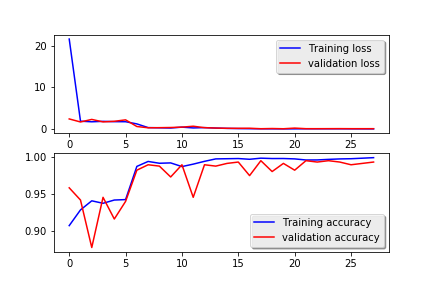 20
10
0
Training loss
validation loss
0 5 10 15 20 25
1.00
0.95
0.90
Training accuracy
validation accuracy
0 5 10 15 20 25